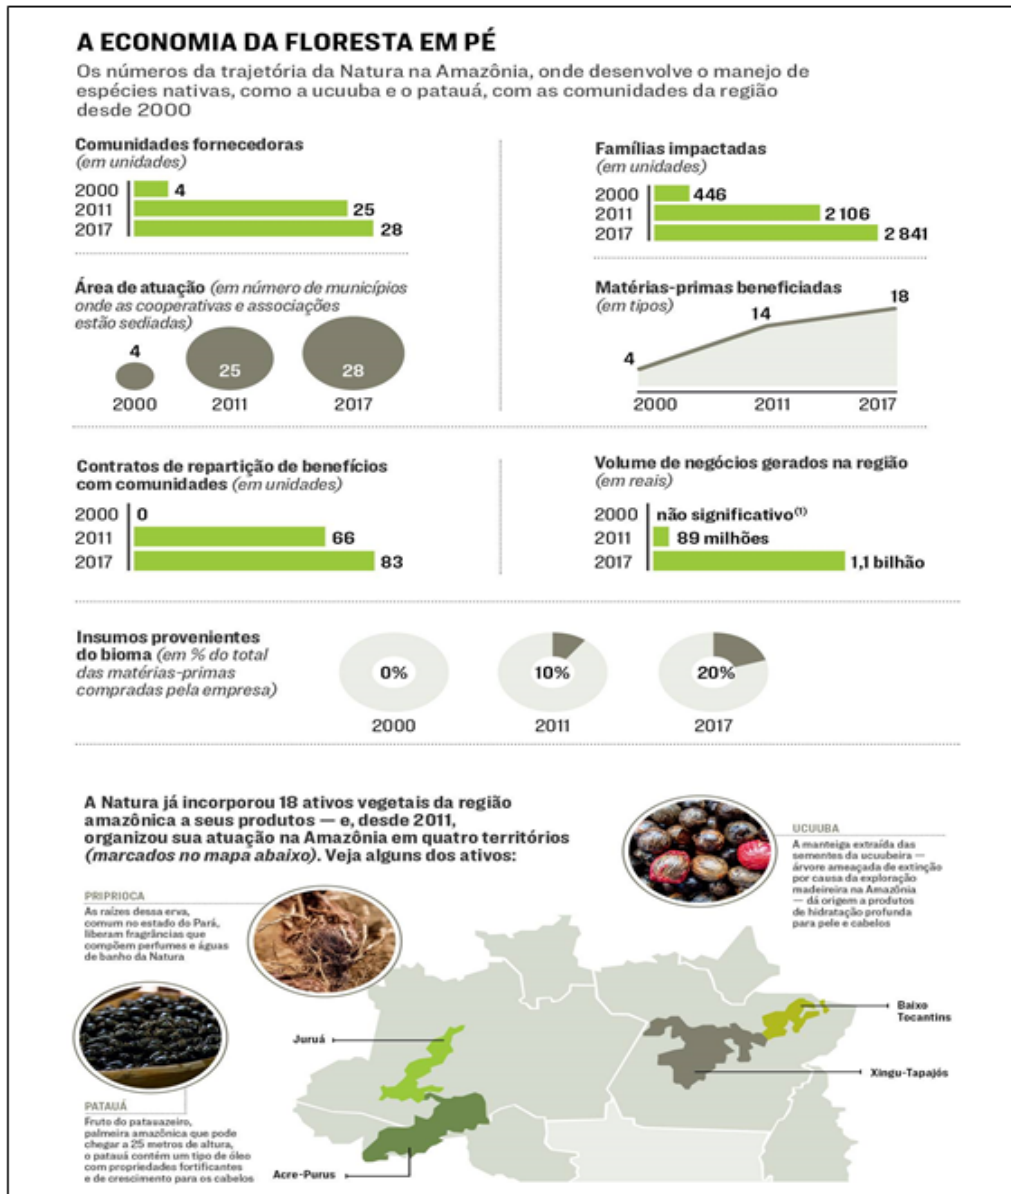 A ECONOMIA DA FLORESTA EM PÉ
Os números da trajetória da Natura na Amazônia, onde desenvolve o manejo de
espécies nativas, como a ucuuba e o patauá, com as comunidades da região
desde 2000
Comunidades fornecedoras
(em unidades)
2000 4
2011 25
2017 28
Famílias impactadas
(em unidades)
2000 446
2011 2 106
2017 2 841
Área de atuação (em número de municípios
onde as cooperativas e associações
estão sediadas)
4 25 28
2000 2011 2017
Matérias-primas beneficiadas
(em tipos)
4 14 18
2000 2011 2017
Contratos de repartição de benefícios
com comunidades (em unidades)
2000 0
2011 66
2017 83
Volume de negócios gerados na região
(em reais)
2000 não significativo(1)
2011 89 milhões
2017 1,1 bilhão
Insumos provenientes
do bioma (em % do total
das matérias-primas
compradas pela empresa)
0% 10% 20%
2000 2011 2017
A Natura já incorporou 18 ativos vegetais da região
amazônica a seus produtos — e, desde 2011,
organizou sua atuação na Amazônia em quatro territórios
(marcados no mapa abaixo). Veja alguns dos ativos:
UCUUBA
A manteiga extraída das
sementes da ucuubeira —
árvore ameaçada de extinção
por causa da exploração
madeireira na Amazônia
— dá origem a produtos
de hidratação profunda
para pele e cabelos
PRIPRIOCA
As raízes dessa erva,
comum no estado do Pará,
liberam fragrâncias que
compõem perfumes e águas
de banho da Natura
PATAUÁ
Fruto do patauazeiro,
palmeira amazônica que pode
chegar a 25 metros de altura,
o patauá contém um tipo de óleo
com propriedades fortificantes
e de crescimento para os cabelos
Juruá
Baixo
Tocantins
Xingu-Tapajós
Acre-Purus